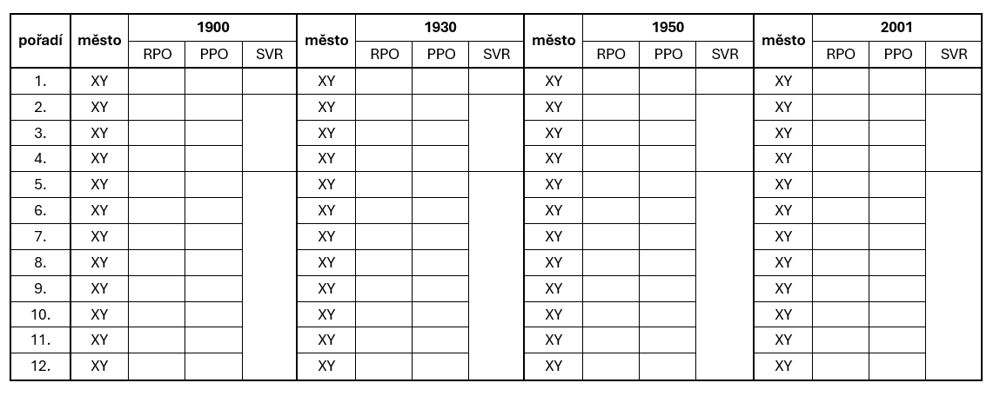 pořadí město 1900 město 1930 město 1950 město 2001
RPO PPO SVR RPO PPO SVR RPO PPO SVR RPO PPO SVR
1. XY XY XY XY
2. XY XY XY XY
3. XY XY XY XY
4. XY XY XY XY
5. XY XY XY XY
6. XY XY XY XY
7. XY XY XY XY
8. XY XY XY XY
9. XY XY XY XY
10. XY XY XY XY
11. XY XY XY XY
12. XY XY XY XY